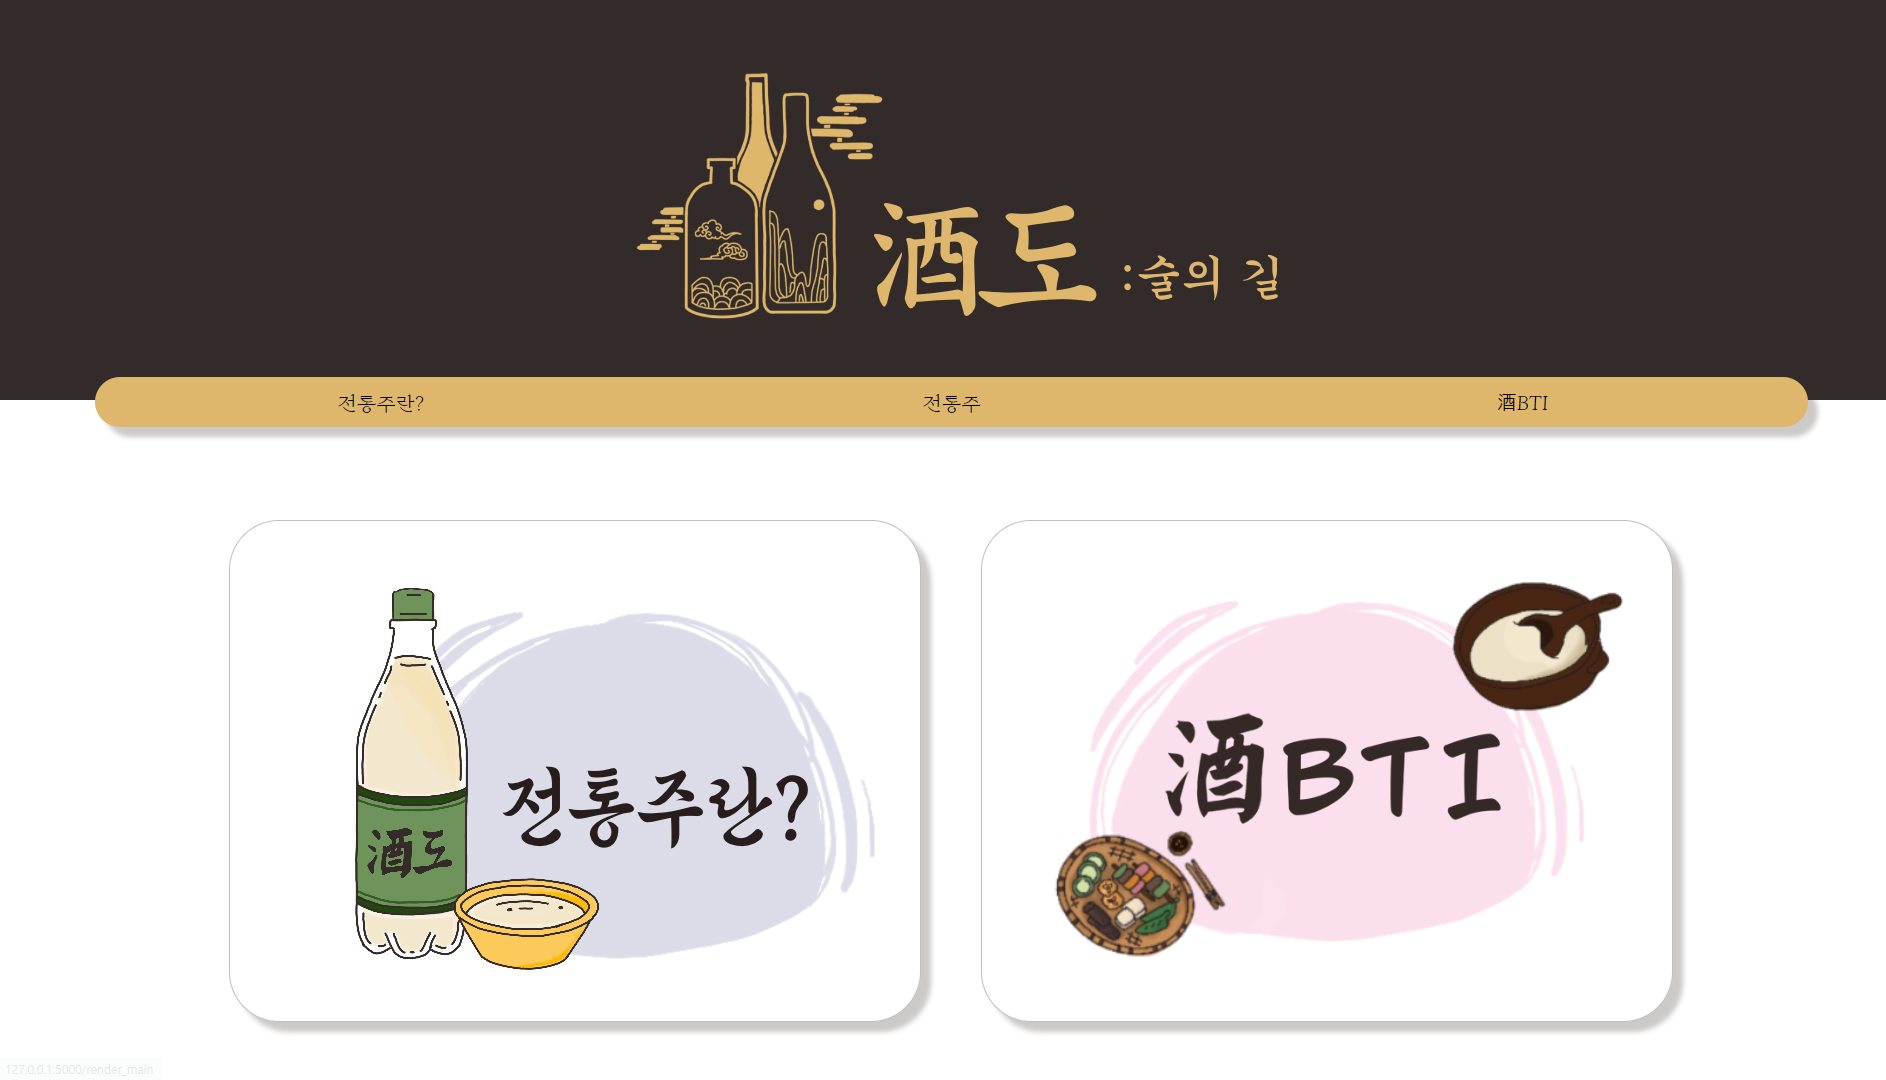 酒도 :술의 길
전통주란? 전통주 酒BTI
전통주란?
酒도
酒BTI
127.0.0.1:5000/render_main